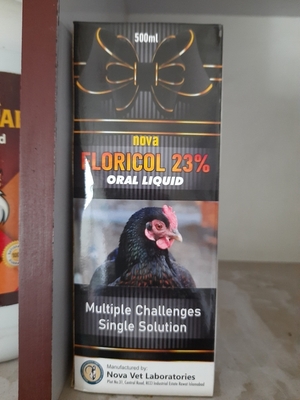 500ml
nova
FLORICOL 23%
ORAL LIQUID
Multiple Challenges
Single Solution
Manufactured by:
Nova Vet Laboratories